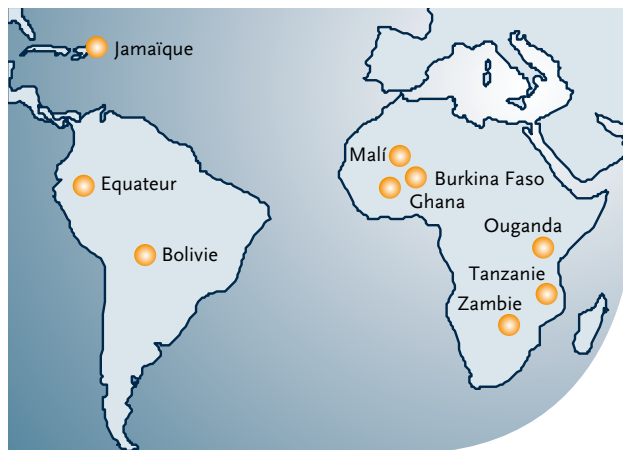 Jamaïque
Malí
Equateur
Burkina Faso
Ghana
Ouganda
Bolivie
Tanzanie
Zambie